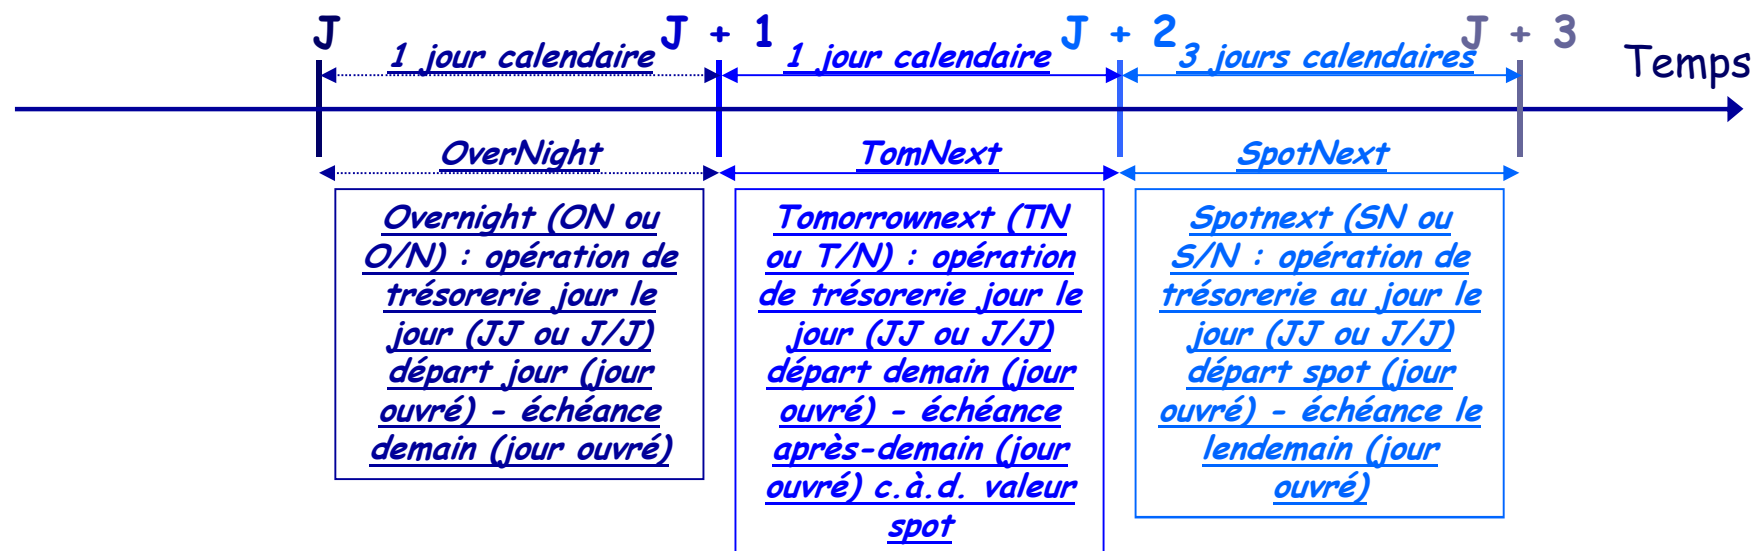 J
J + 1
J + 2
J + 3
1 jour calendaire
1 jour calendaire
3 jours calendaires
Temps
OverNight
TomNext
SpotNext
Overnight (ON ou
O/N) : opération de
trésorerie jour le
jour (JJ ou J/J)
départ jour (jour
ouvré) - échéance
demain (jour ouvré)
Tomorrownext (TN
ou T/N) : opération
de trésorerie jour le
jour (JJ ou J/J)
départ demain (jour
ouvré) - échéance
après-demain (jour
ouvré) c.à.d. valeur
spot
Spotnext (SN ou
S/N : opération de
trésorerie au jour le
jour (JJ ou J/J)
départ spot (jour
ouvré) - échéance le
lendemain (jour
ouvré)